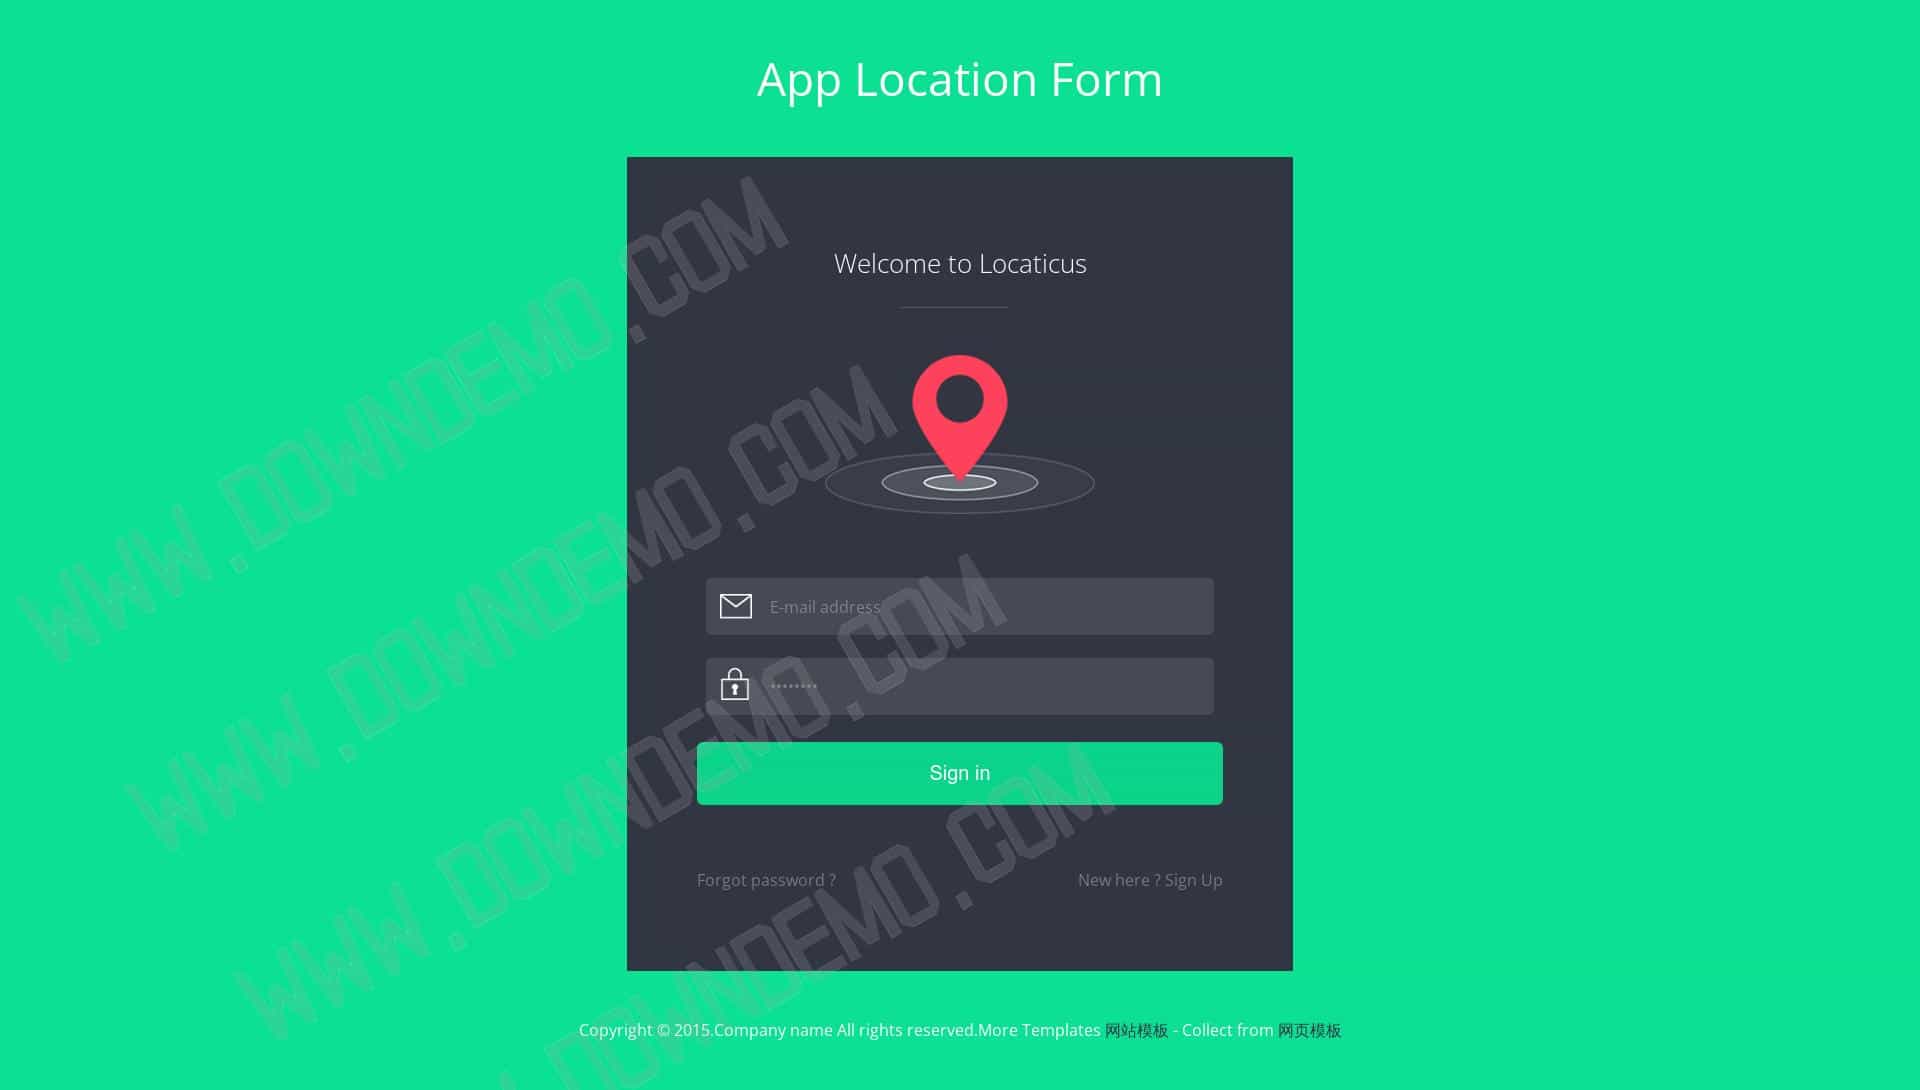 App Location Form
Welcome to Locaticus
E-mail address
••••••••
Sign in
Forgot password ?
New here ? Sign Up
Copyright © 2015.Company name All rights reserved.More Templates 网站模板 - Collect from 网页模板
WWW.DOWNDEMO.COM
WWW.DOWNDEMO.COM
WWW.DOWNDEMO.COM
DOWNDEMO.COM